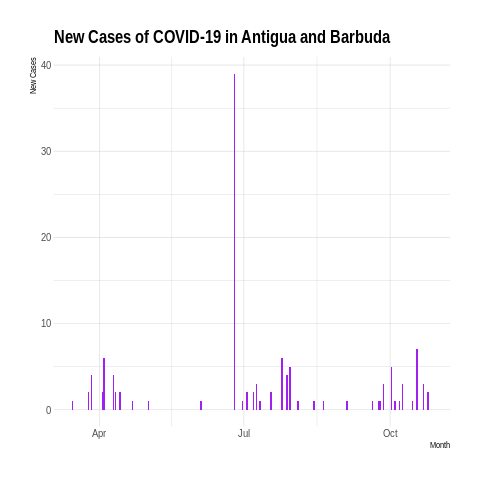 New Cases of COVID-19 in Antigua and Barbuda
New Cases
40
30
20
10
0
Apr
Jul
Oct
Month